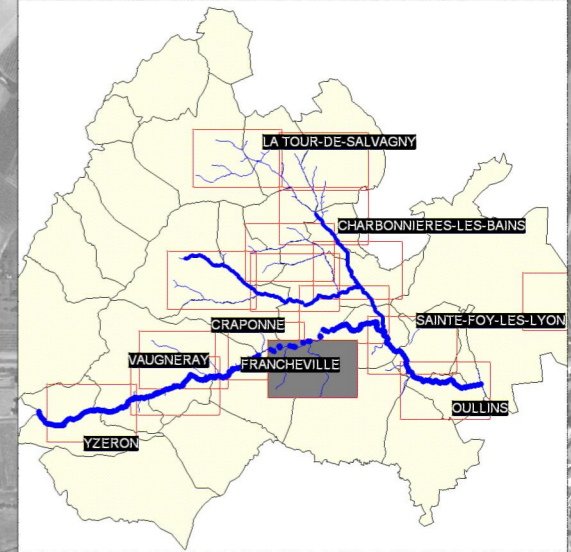 LA TOUR-DE-SALVAGNY
CHARBONNIERES-LES-BAINS
SAINTE-FOY-LES-LYON
CRAPONNE
VAUGNERAY
FRANCHEVILLE
OULLINS
YZERON